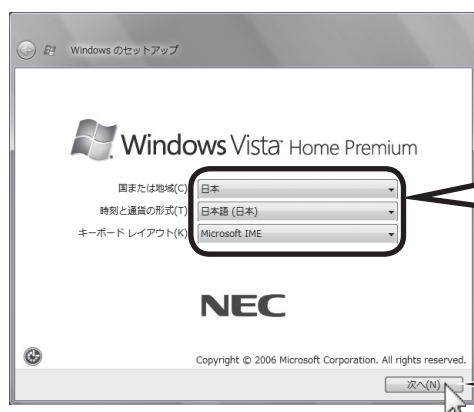 Windows のセットアップ
Windows Vista™ Home Premium
国または地域(C) 日本
時刻と通貨の形式(T) 日本語 (日本)
キーボード レイアウト(K) Microsoft IME
NEC
Copyright © 2006 Microsoft Corporation. All rights reserved.
次へ(N)